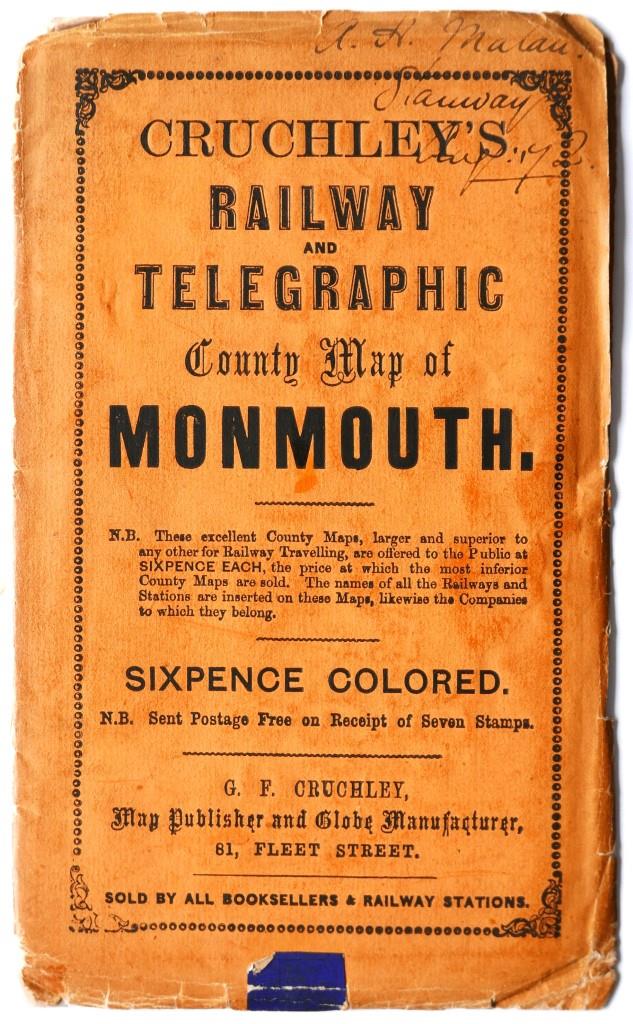 A. H. Malan.
Stanway
Aug: 72.
CRUCHLEY'S
RAILWAY
AND
TELEGRAPHIC
County Map of
MONMOUTH.
N.B. These excellent County Maps, larger and superior to
any other for Railway Travelling, are offered to the Public at
SIXPENCE EACH, the price at which the most inferior
County Maps are sold. The names of all the Railways and
Stations are inserted on these Maps, likewise the Companies
to which they belong.
SIXPENCE COLORED.
N.B. Sent Postage Free on Receipt of Seven Stamps.
G. F. CRUCHLEY,
Map Publisher and Globe Manufacturer,
81, FLEET STREET.
SOLD BY ALL BOOKSELLERS & RAILWAY STATIONS.